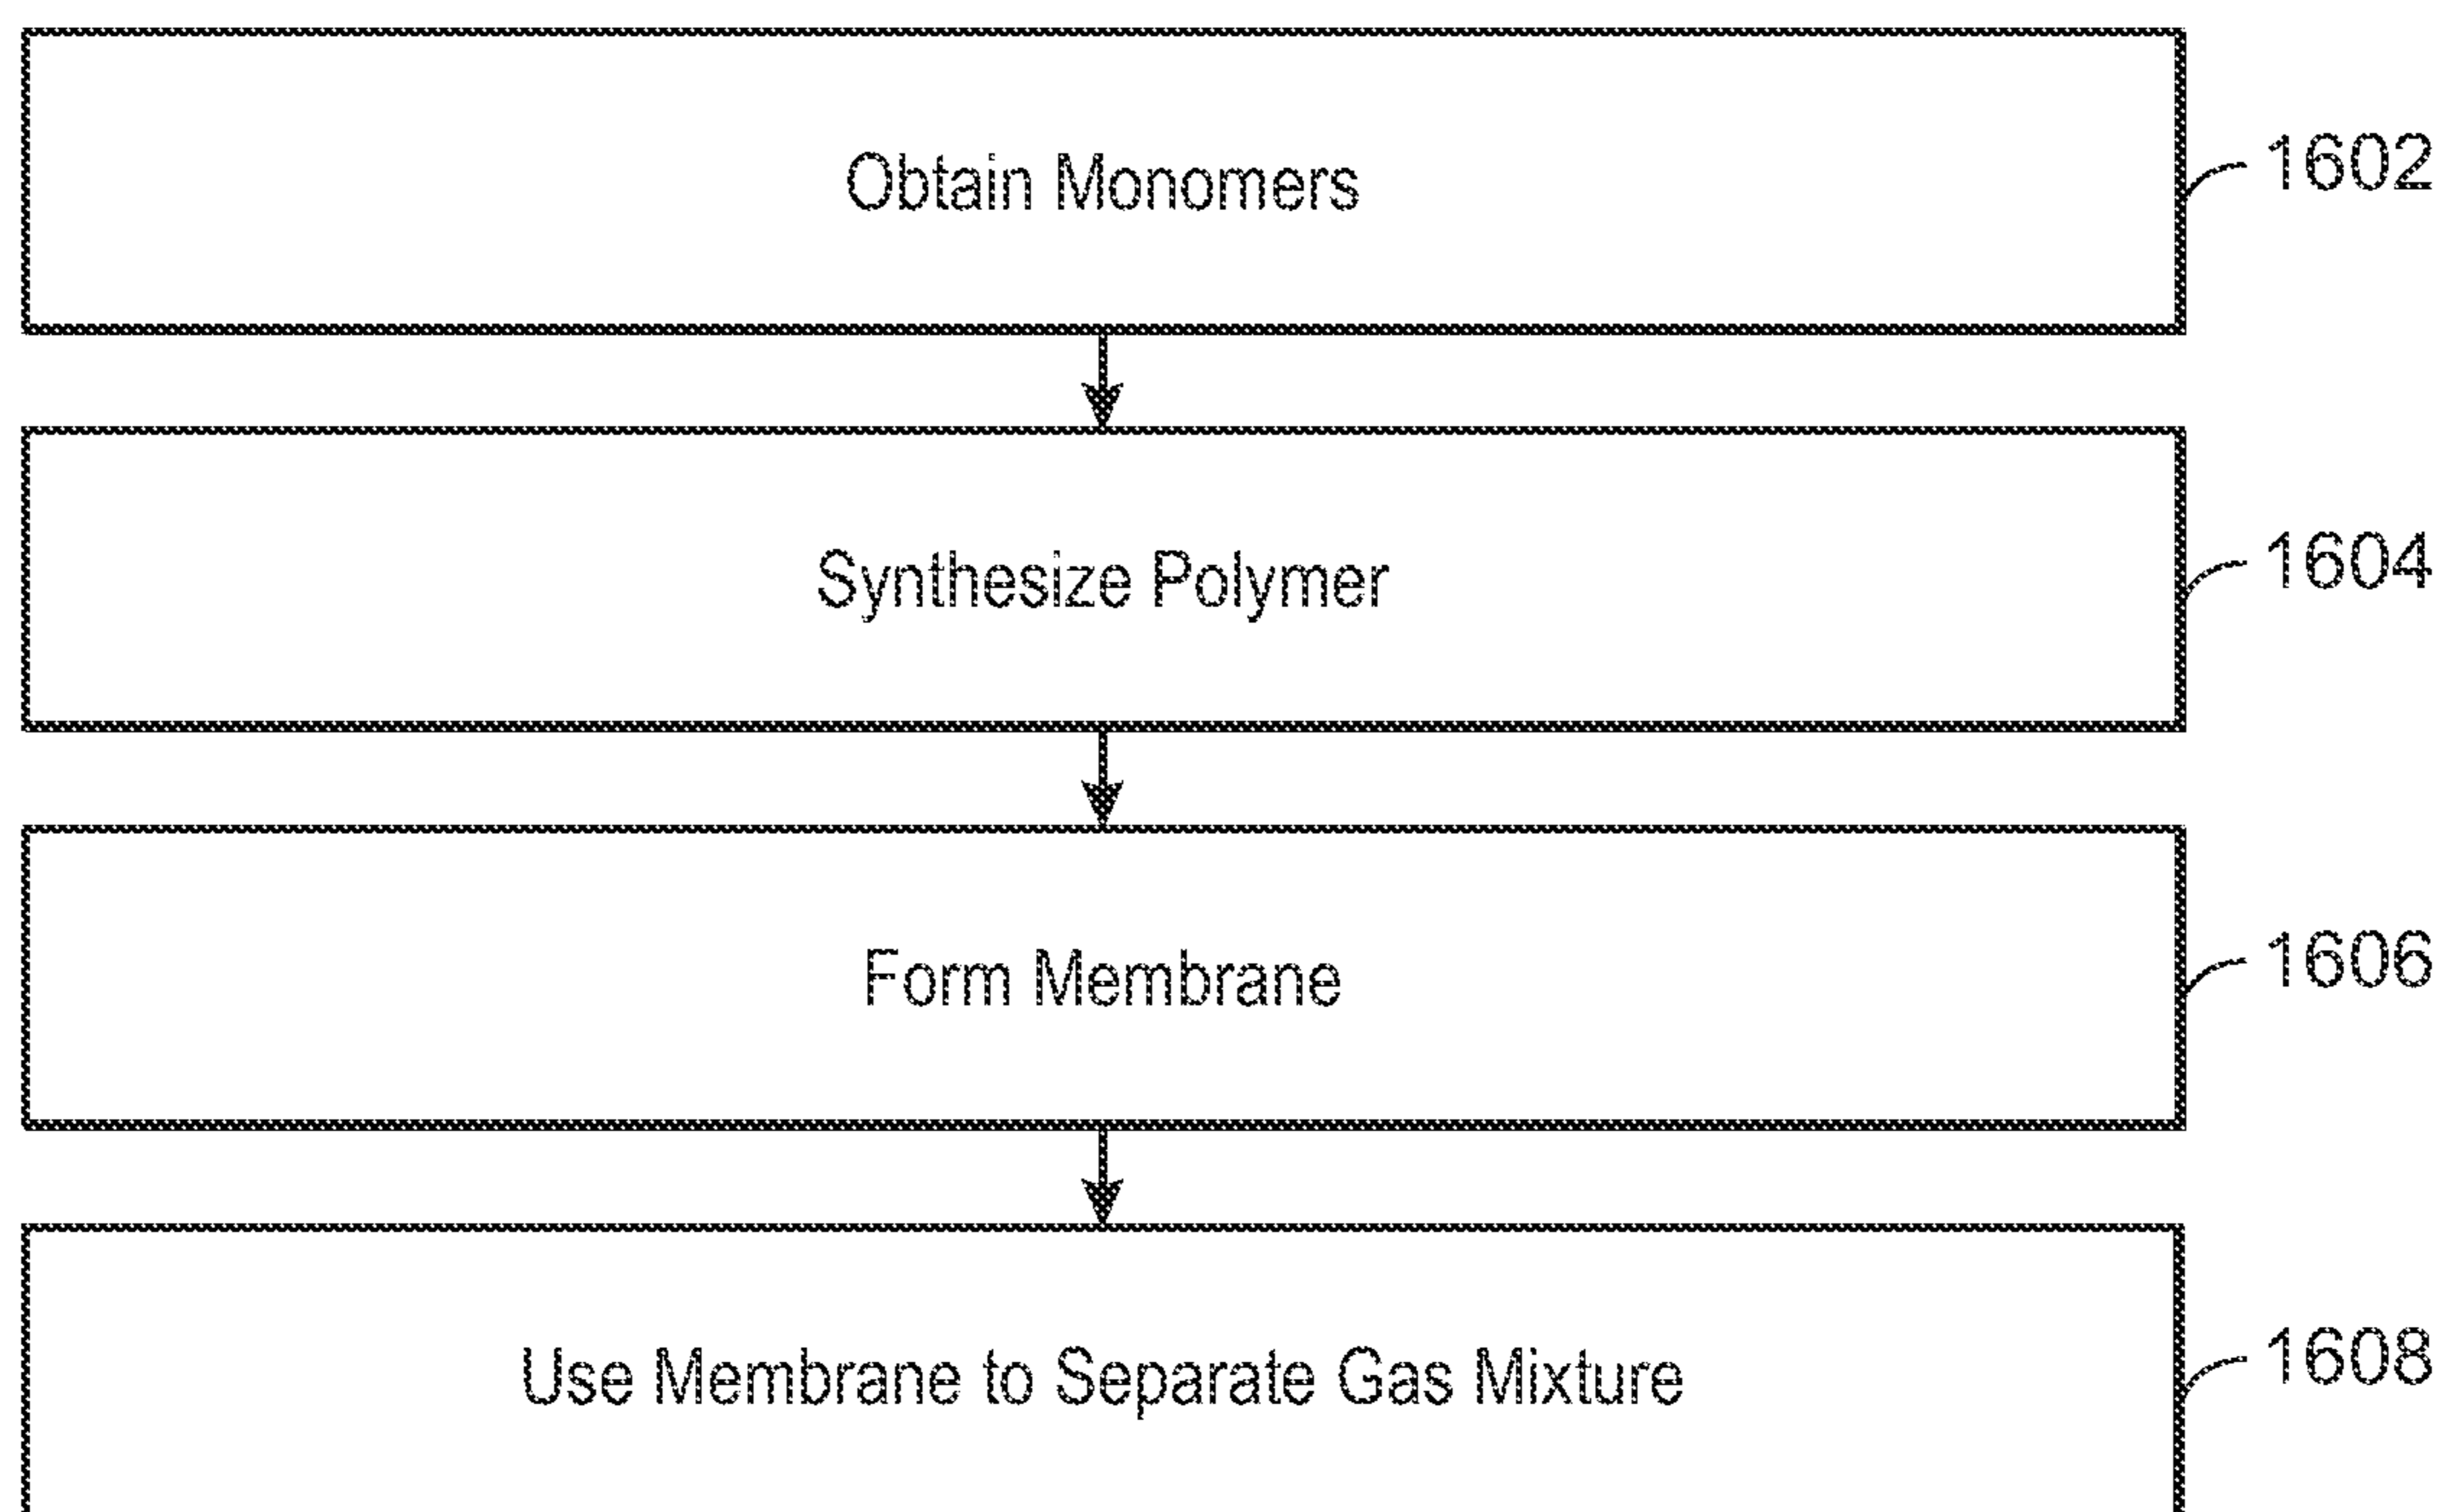 Obtain Monomers
1602
Synthesize Polymer
1604
Form Membrane
1606
Use Membrane to Separate Gas Mixture
1608